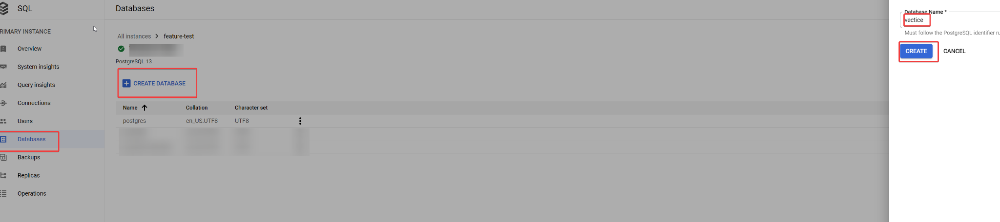 SQL
RIMARY INSTANCE
Overview
System insights
Query insights
Connections
Users
Databases
Backups
Replicas
Operations
Databases
All instances > feature-test
PostgreSQL 13
CREATE DATABASE
Name Collation Character set
postgres en_US.UTF8 UTF8
Database Name *
vectice
Must follow the PostgreSQL identifier ru
CREATE CANCEL